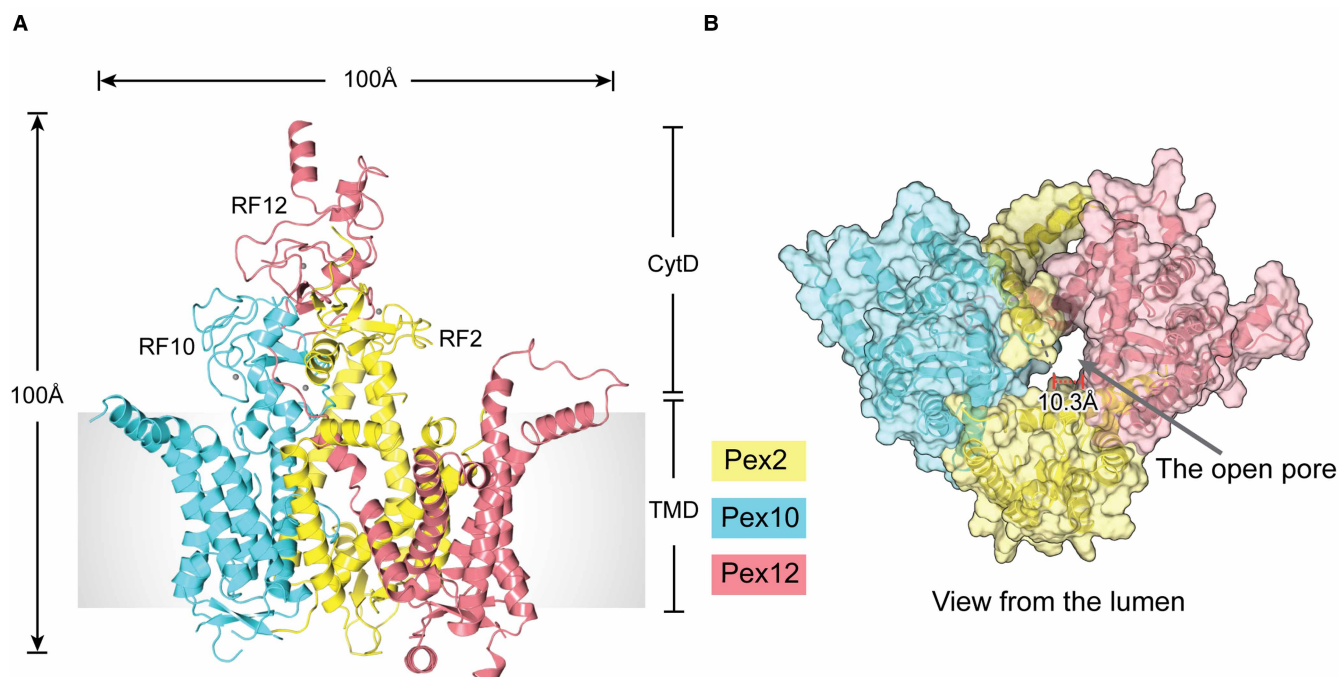 A
B
100Å
RF12
CytD
RF10
RF2
100Å
10.3Å
The open pore
Pex2
TMD
Pex10
Pex12
View from the lumen